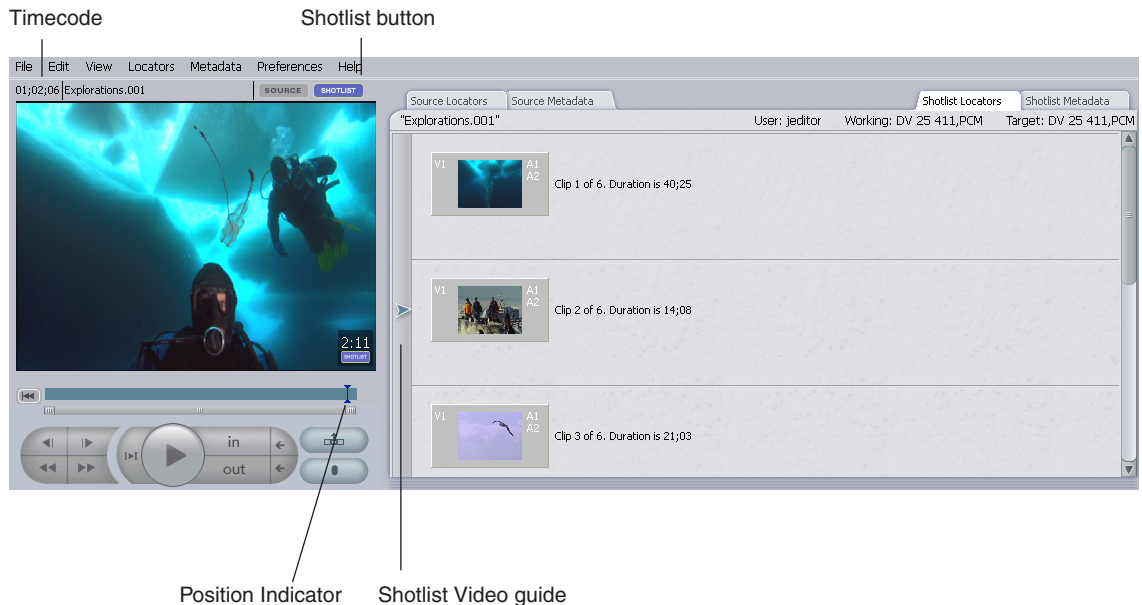 Timecode
Shotlist button
File Edit View Locators Metadata Preferences Help
01;02;06 Explorations.001 SOURCE SHOTLIST
Source Locators Source Metadata Shotlist Locators Shotlist Metadata
"Explorations.001" User: jeditor Working: DV 25 411,PCM Target: DV 25 411,PCM
V1 A1
A2
Clip 1 of 6. Duration is 40;25
V1 A1
A2
Clip 2 of 6. Duration is 14;08
2:11
SHOTLIST
V1 A1
A2
Clip 3 of 6. Duration is 21;03
in
out
Position Indicator
Shotlist Video guide